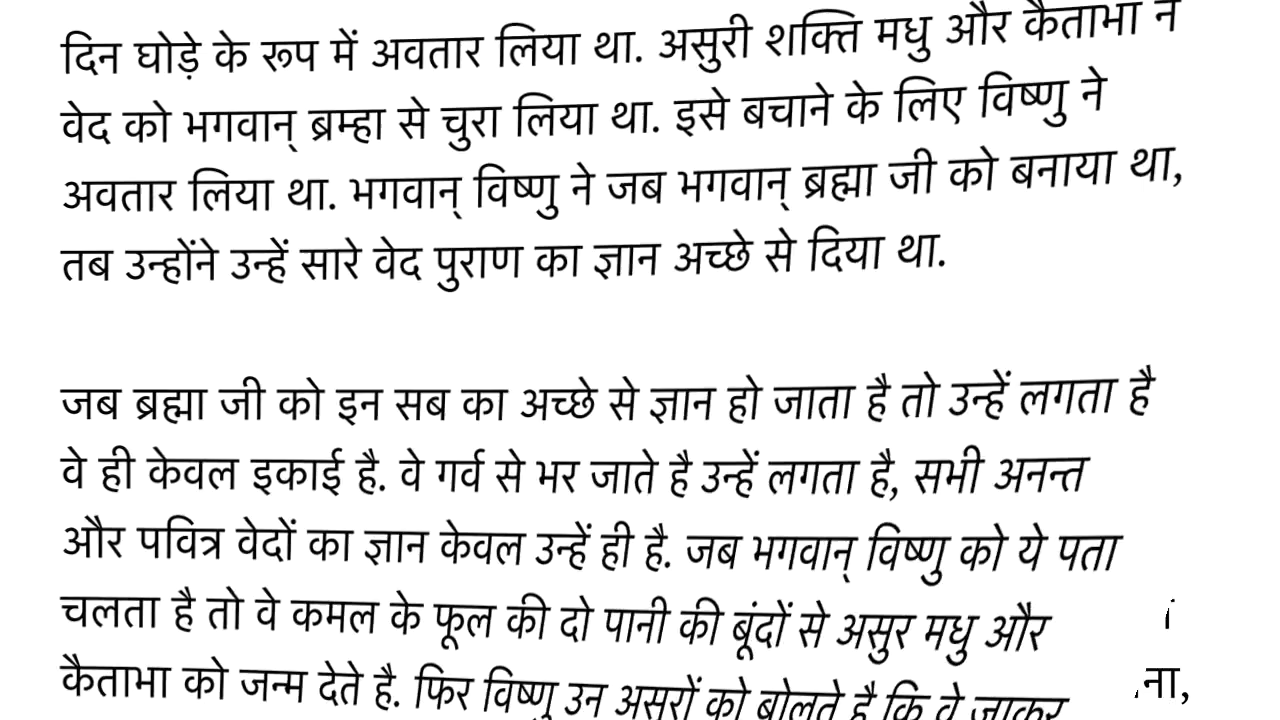 दिन घोड़े के रूप में अवतार लिया था. असुरी शक्ति मधु और कैताभा ने
वेद को भगवान् ब्रम्हा से चुरा लिया था. इसे बचाने के लिए विष्णु ने
अवतार लिया था. भगवान् विष्णु ने जब भगवान् ब्रह्मा जी को बनाया था,
तब उन्होंने उन्हें सारे वेद पुराण का ज्ञान अच्छे से दिया था.
जब ब्रह्मा जी को इन सब का अच्छे से ज्ञान हो जाता है तो उन्हें लगता है
वे ही केवल इकाई है. वे गर्व से भर जाते है उन्हें लगता है, सभी अनन्त
और पवित्र वेदों का ज्ञान केवल उन्हें ही है. जब भगवान् विष्णु को ये पता
चलता है तो वे कमल के फूल की दो पानी की बूंदों से असुर मधु और
कैताभा को जन्म देते है. फिर विष्णु उन असुरों को बोलते है कि वे जाकर